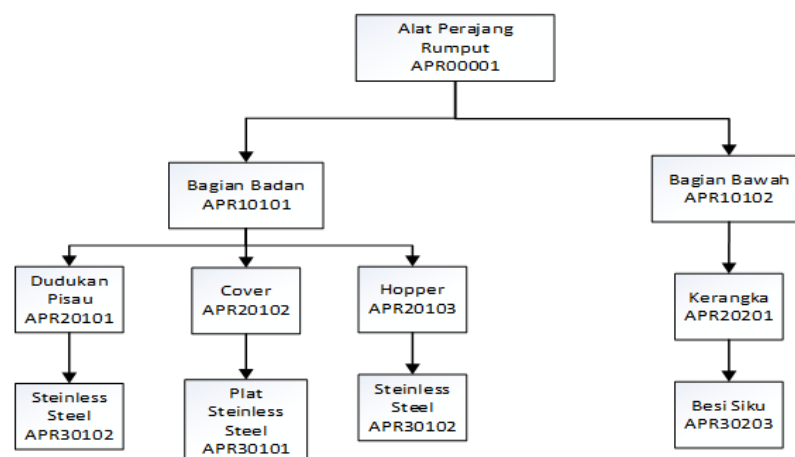 Alat Perajang
Rumput
APR00001
Bagian Badan
APR10101
Bagian Bawah
APR10102
Dudukan
Pisau
APR20101
Cover
APR20102
Hopper
APR20103
Kerangka
APR20201
Steinless
Steel
APR30102
Plat
Steinless
Steel
APR30101
Steinless
Steel
APR30102
Besi Siku
APR30203